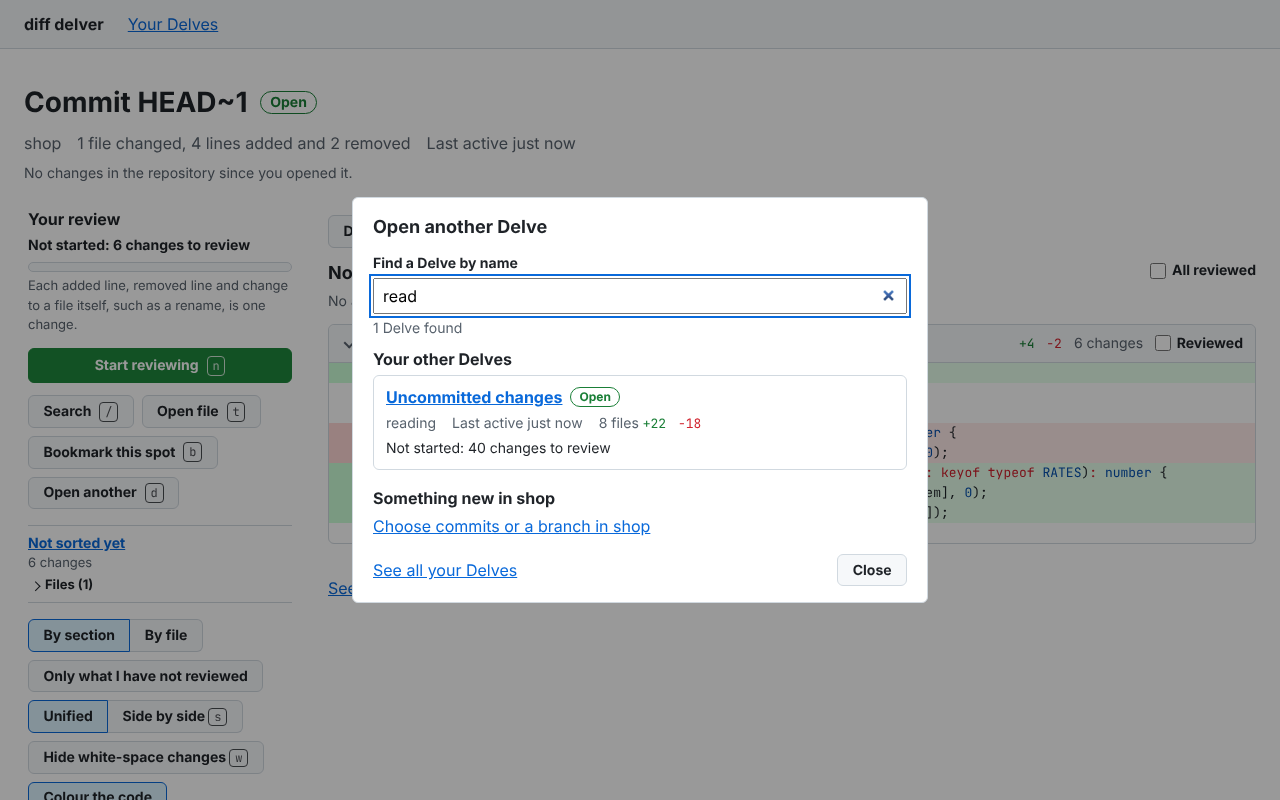 diff delver Your Delves
Commit HEAD~1 Open
shop 1 file changed, 4 lines added and 2 removed Last active just now
No changes in the repository since you opened it.
Your review
Not started: 6 changes to review
Each added line, removed line and change
to a file itself, such as a rename, is one
change.
Start reviewing n
Search / Open file t
Bookmark this spot b
Open another d
Not sorted yet
6 changes
Files (1)
By section By file
Only what I have not reviewed
Unified Side by side s
Hide white-space changes w
Colour the code
Open another Delve
Find a Delve by name
read
1 Delve found
Your other Delves
Uncommitted changes Open
reading Last active just now 8 files +22 -18
Not started: 40 changes to review
Something new in shop
Choose commits or a branch in shop
See all your Delves Close
All reviewed
+4 -2 6 changes Reviewed
{
);
: keyof typeof RATES): number {
], 0);
]);
See